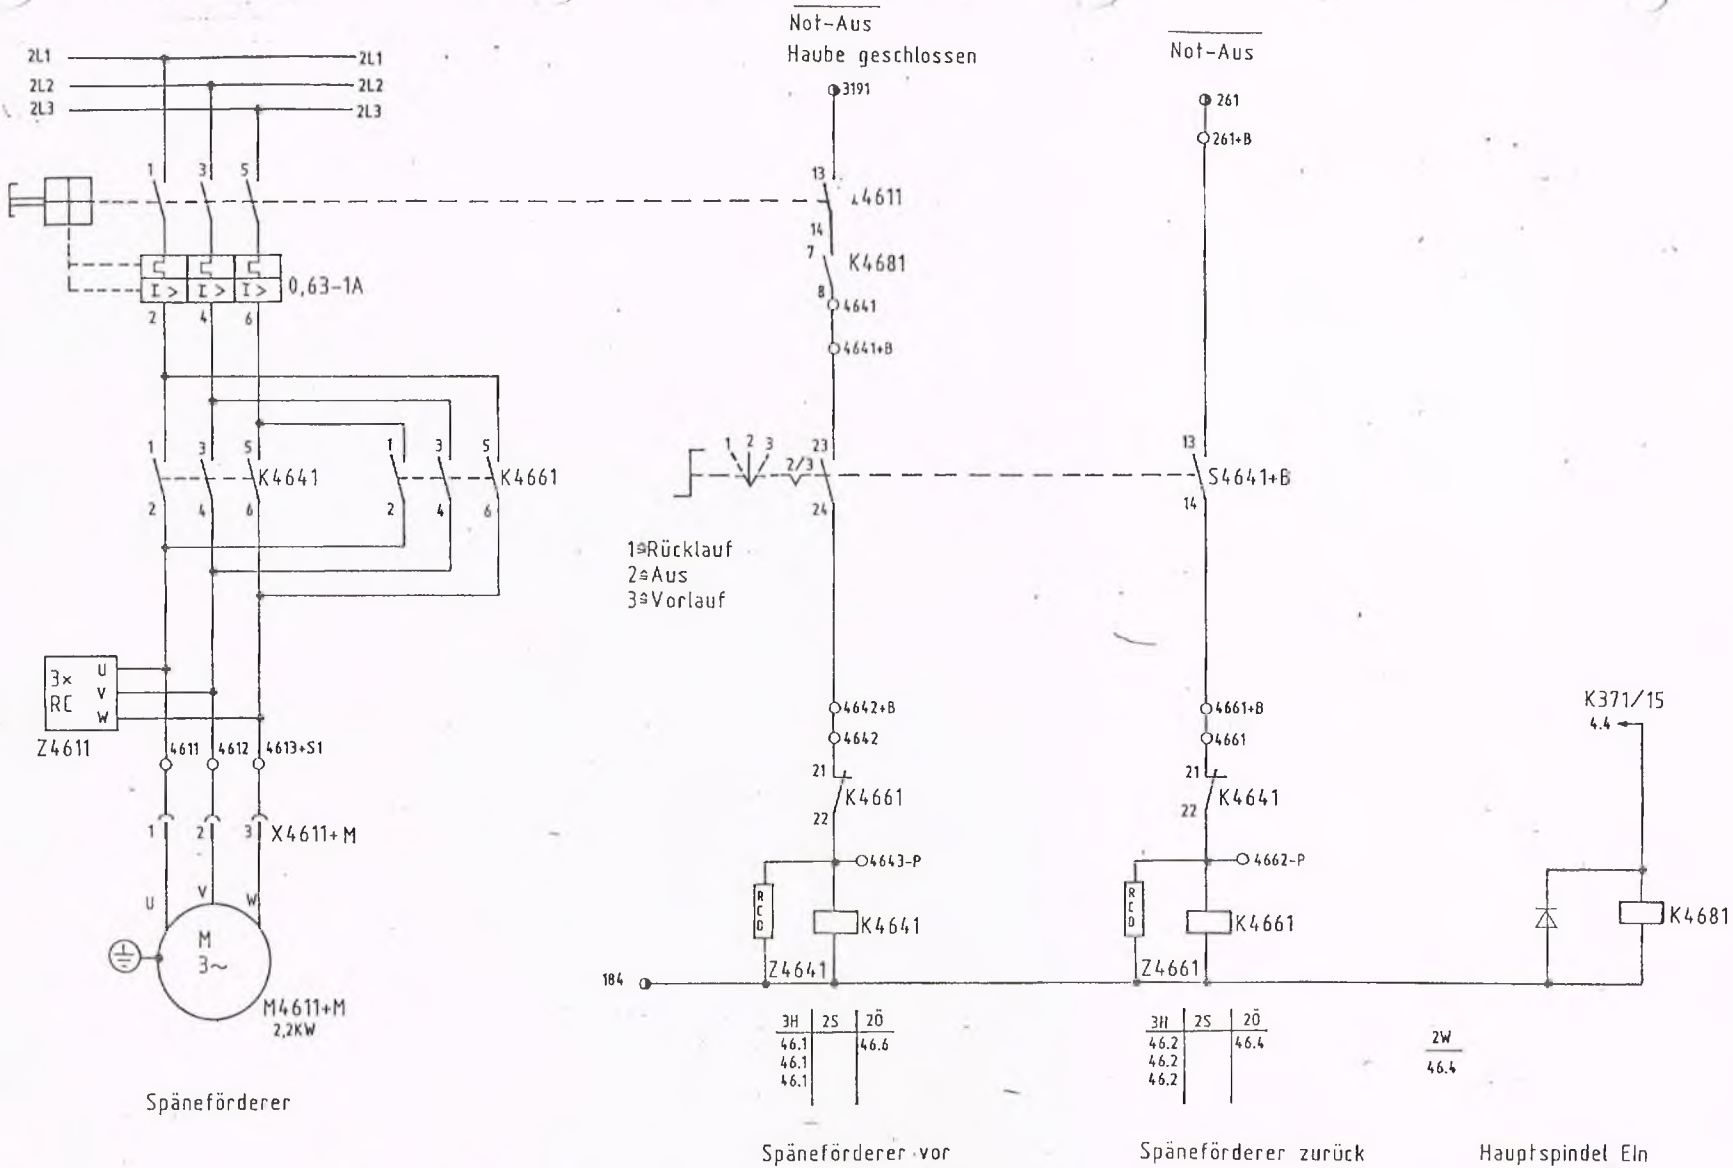 Not-Aus
Haube geschlossen
Not-Aus
2L1 2L1
2L2 2L2
2L3 2L3
3191
261
261+B
1 3 5
13
4611
14
7
K4681
8
4641
4641+B
I> I> I>
0,63-1A
2 4 6
1 3 5
K4641
2 4 6
1 3 5
K4661
2 4 6
1 2 3
2/3
23
24
13
S4641+B
14
1≙Rücklauf
2≙Aus
3≙Vorlauf
3x
RC
U
V
W
Z4611
4611 4612 4613+S1
1 2 3 X4611+M
U V W
M
3~
M4611+M
2,2KW
4642+B
4642
21
K4661
22
4643-P
RCD
K4641
Z4641
4661+B
4661
21
K4641
22
4662-P
RCD
K4661
Z4661
K371/15
4.4
K4681
184
3H 2S 2Ö
46.1 46.6
46.1
46.1
3H 2S 2Ö
46.2 46.4
46.2
46.2
2W
46.4
Späneförderer
Späneförderer vor
Späneförderer zurück
Hauptspindel EIn